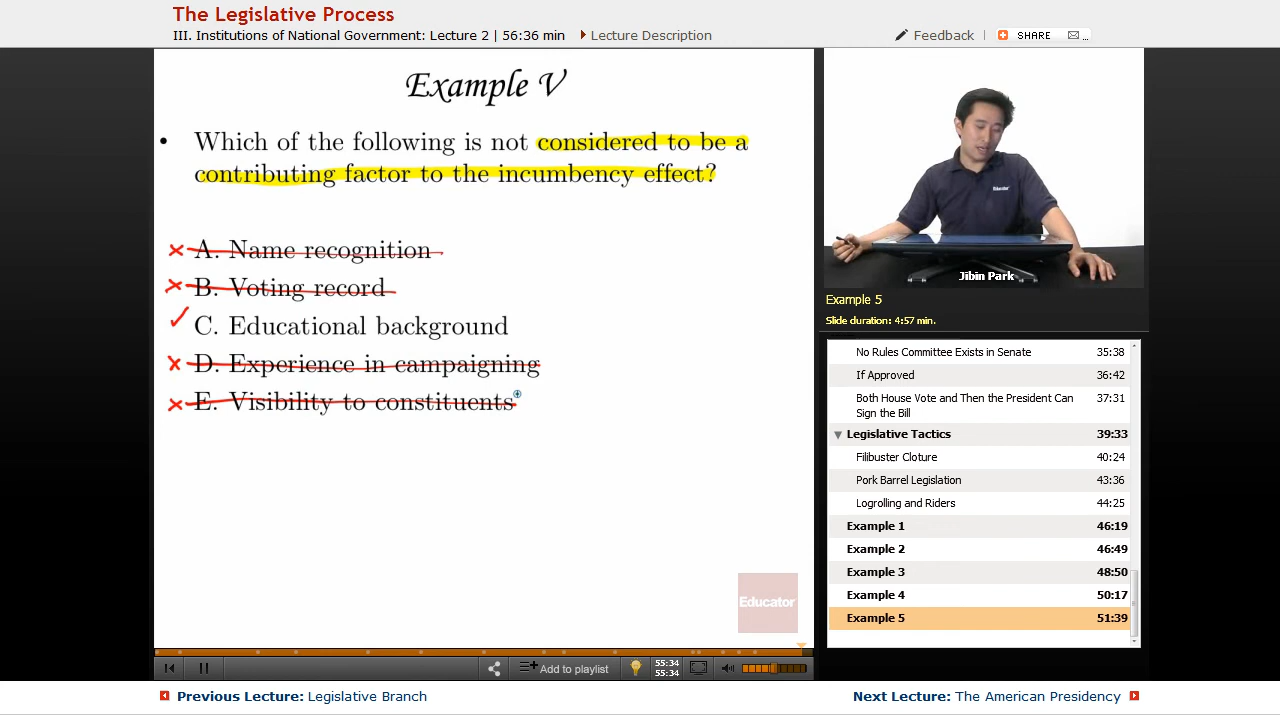 The Legislative Process
III. Institutions of National Government: Lecture 2 | 56:36 min
Lecture Description
Feedback
SHARE
Example V
• Which of the following is not considered to be a
contributing factor to the incumbency effect?
A. Name recognition
B. Voting record
C. Educational background
D. Experience in campaigning
E. Visibility to constituents
Educator
Educator
Jibin Park
Example 5
Slide duration: 4:57 min.
No Rules Committee Exists in Senate 35:38
If Approved 36:42
Both House Vote and Then the President Can 37:31
Sign the Bill
Legislative Tactics 39:33
Filibuster Cloture 40:24
Pork Barrel Legislation 43:36
Logrolling and Riders 44:25
Example 1 46:19
Example 2 46:49
Example 3 48:50
Example 4 50:17
Example 5 51:39
Add to playlist
55:34
55:34
Previous Lecture: Legislative Branch
Next Lecture: The American Presidency